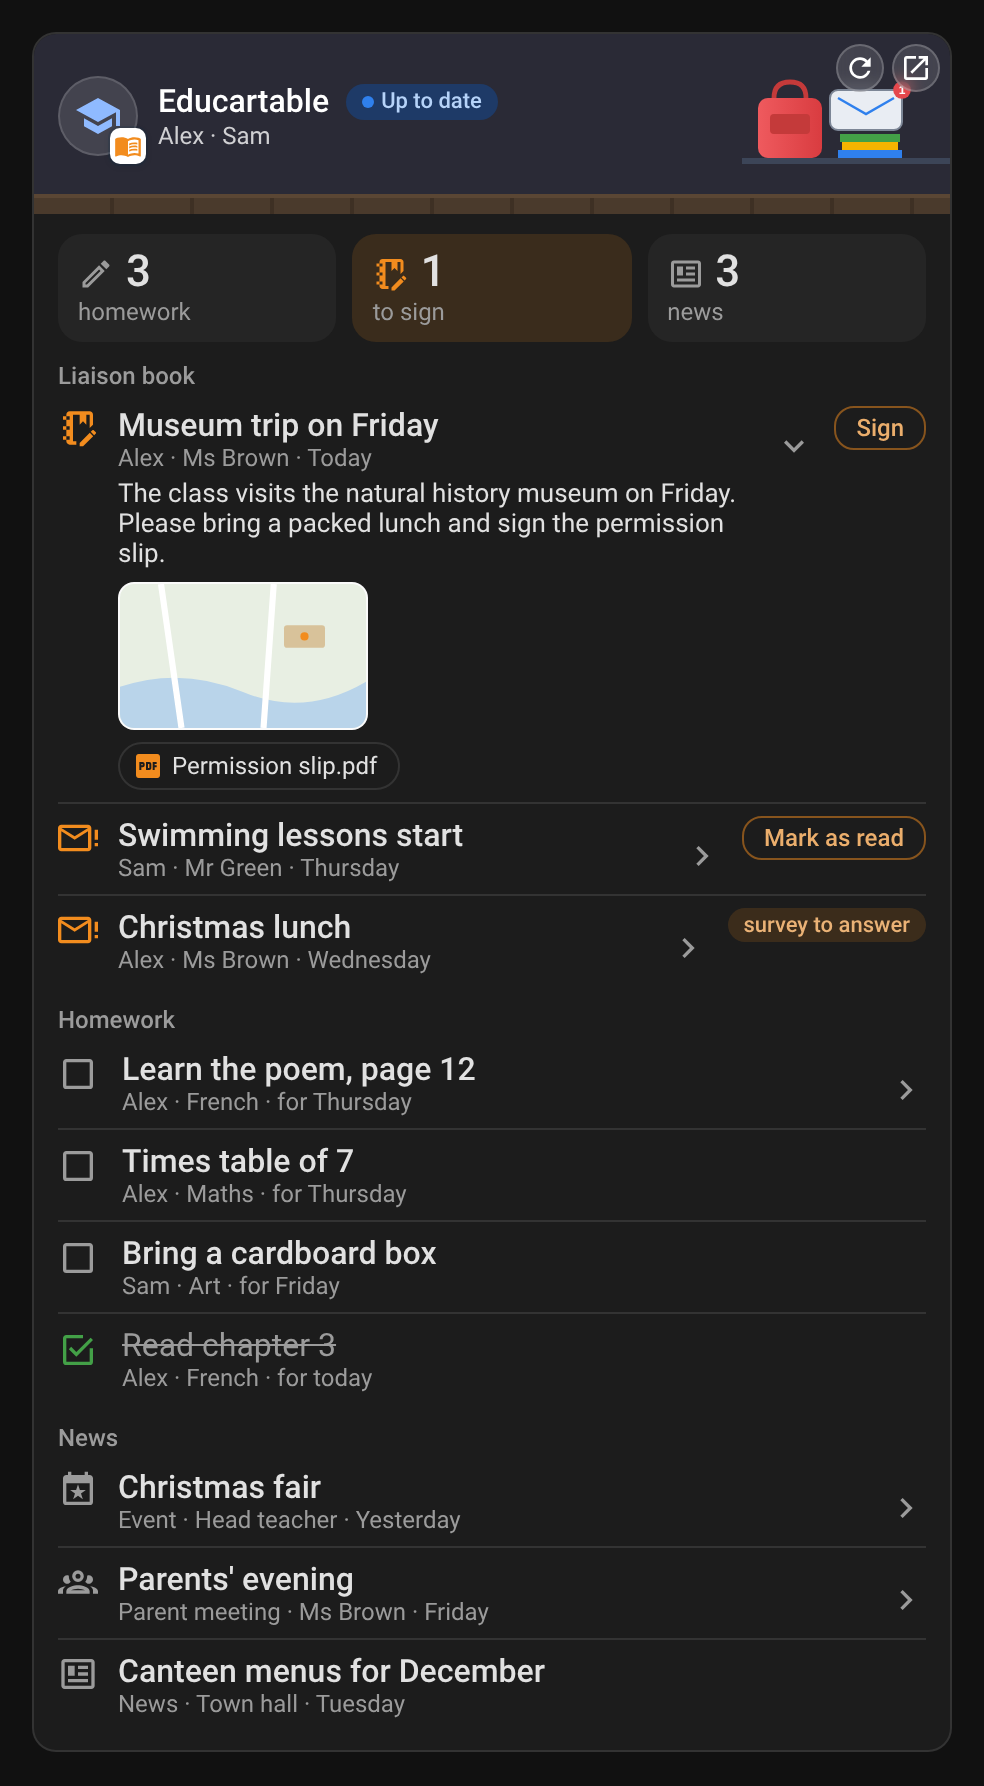 Educartable
Up to date
Alex · Sam
1
3
homework
1
to sign
3
news
Liaison book
Museum trip on Friday
Alex · Ms Brown · Today
Sign
The class visits the natural history museum on Friday.
Please bring a packed lunch and sign the permission
slip.
PDF
Permission slip.pdf
Swimming lessons start
Sam · Mr Green · Thursday
Mark as read
Christmas lunch
Alex · Ms Brown · Wednesday
survey to answer
Homework
Learn the poem, page 12
Alex · French · for Thursday
Times table of 7
Alex · Maths · for Thursday
Bring a cardboard box
Sam · Art · for Friday
Read chapter 3
Alex · French · for today
News
Christmas fair
Event · Head teacher · Yesterday
Parents' evening
Parent meeting · Ms Brown · Friday
Canteen menus for December
News · Town hall · Tuesday